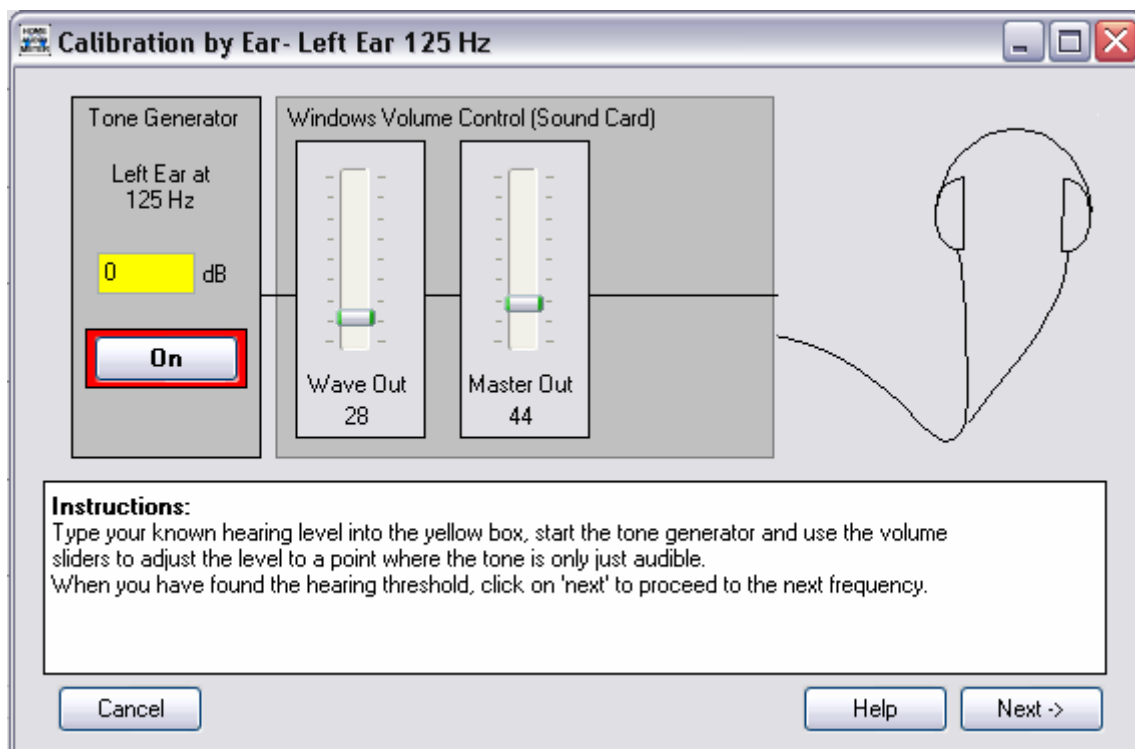 Calibration by Ear- Left Ear 125 Hz
Tone Generator
Left Ear at
125 Hz
0 dB
On
Windows Volume Control (Sound Card)
Wave Out
28
Master Out
44
Instructions:
Type your known hearing level into the yellow box, start the tone generator and use the volume
sliders to adjust the level to a point where the tone is only just audible.
When you have found the hearing threshold, click on 'next' to proceed to the next frequency.
Cancel
Help
Next ->